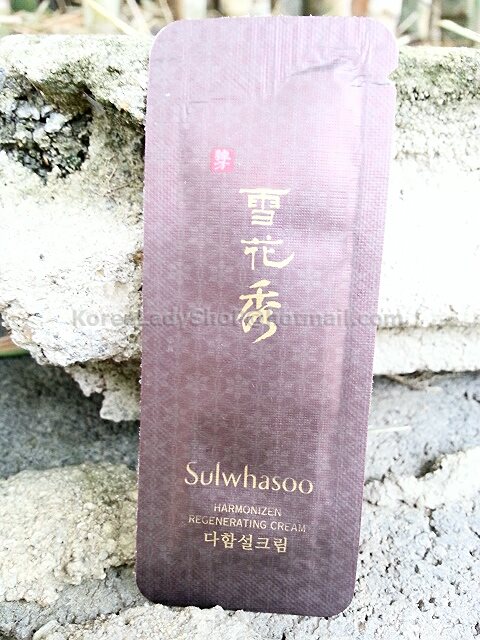 雪
花
秀
Sulwhasoo
HARMONIZEN
REGENERATING CREAM
다함설크림